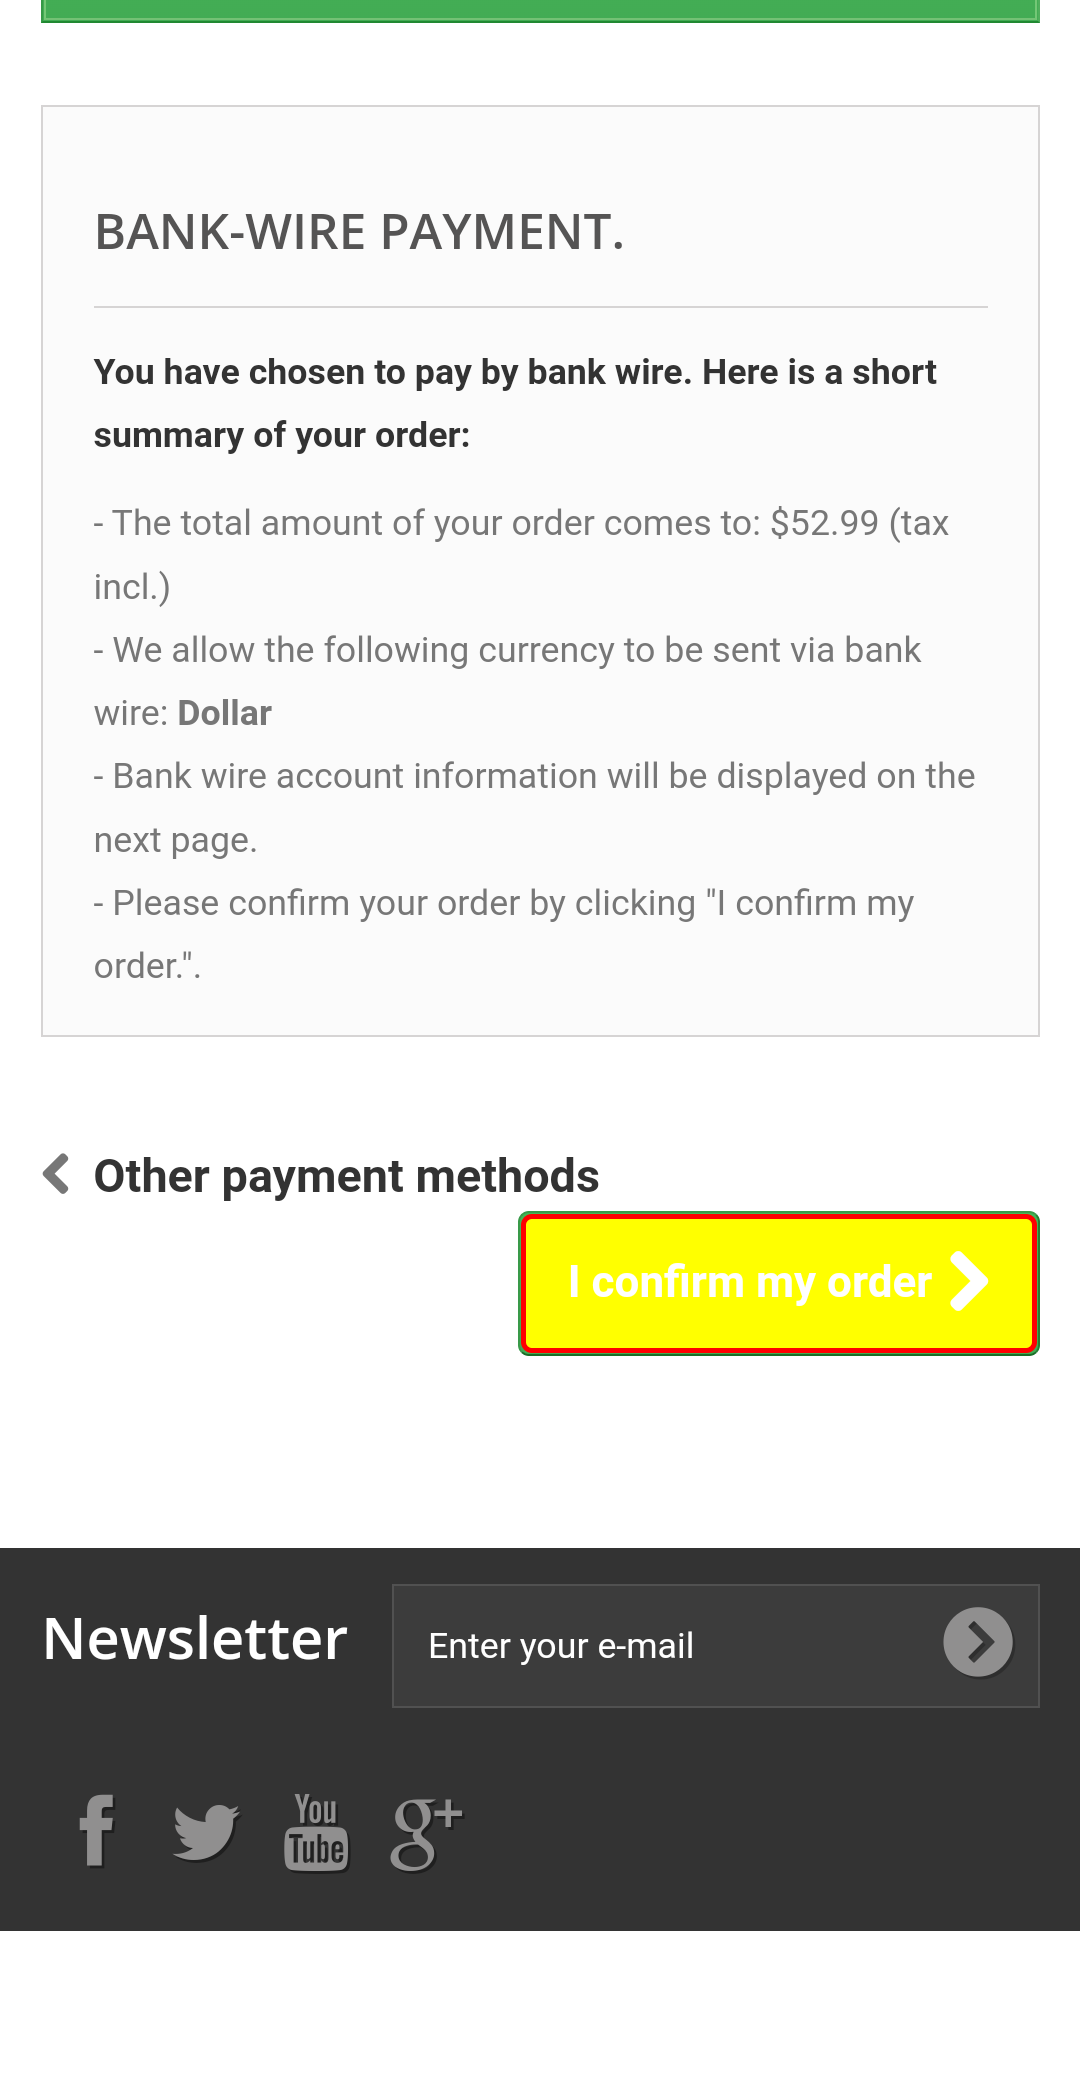 BANK-WIRE PAYMENT.
You have chosen to pay by bank wire. Here is a short
summary of your order:
- The total amount of your order comes to: $52.99 (tax
incl.)
- We allow the following currency to be sent via bank
wire: Dollar
- Bank wire account information will be displayed on the
next page.
- Please confirm your order by clicking "I confirm my
order.".
Other payment methods
I confirm my order
Newsletter
Enter your e-mail
You
Tube
g+